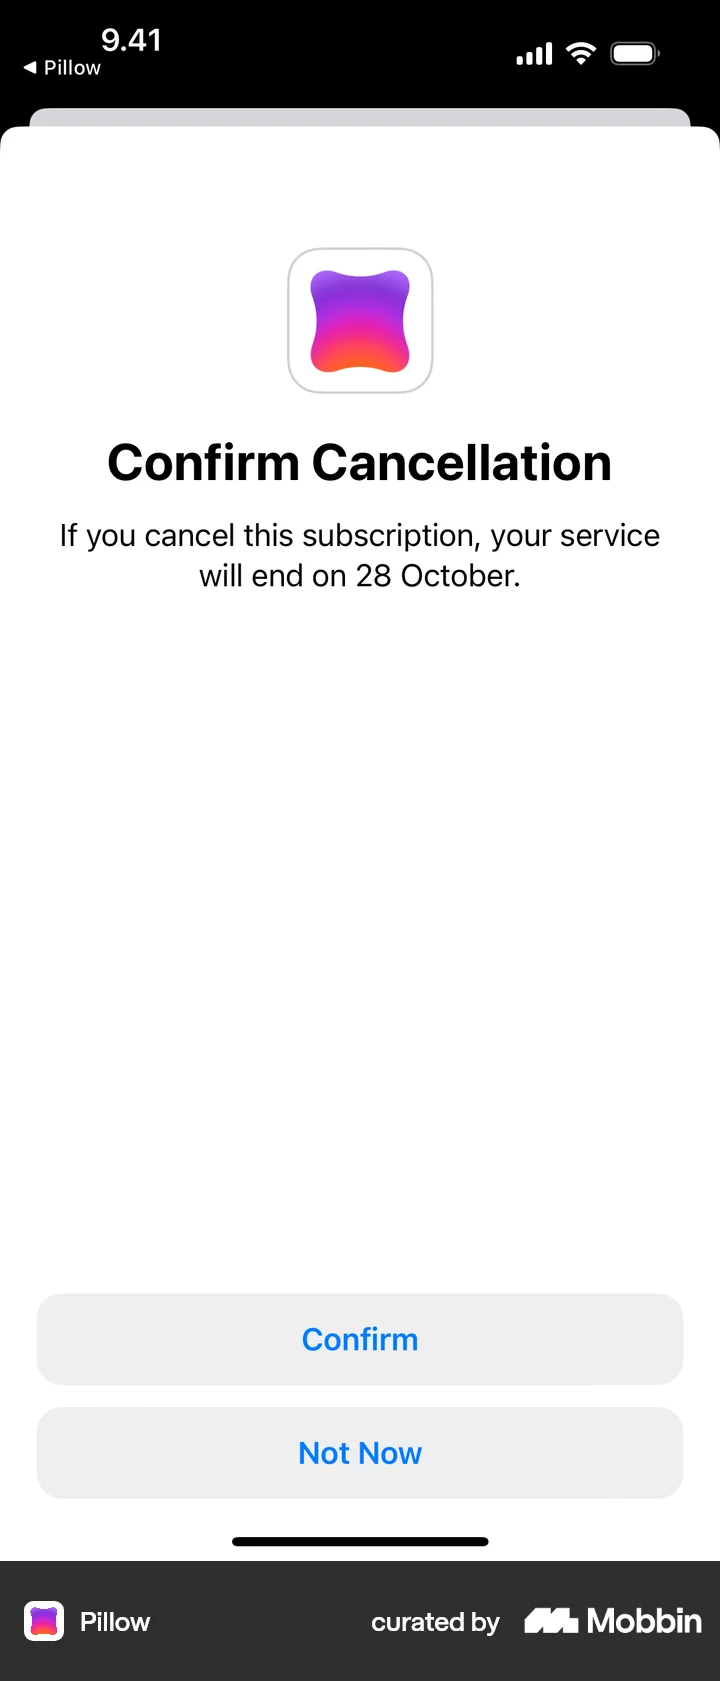 9.41
◀ Pillow
Confirm Cancellation
If you cancel this subscription, your service
will end on 28 October.
Confirm
Not Now
Pillow
curated by Mobbin